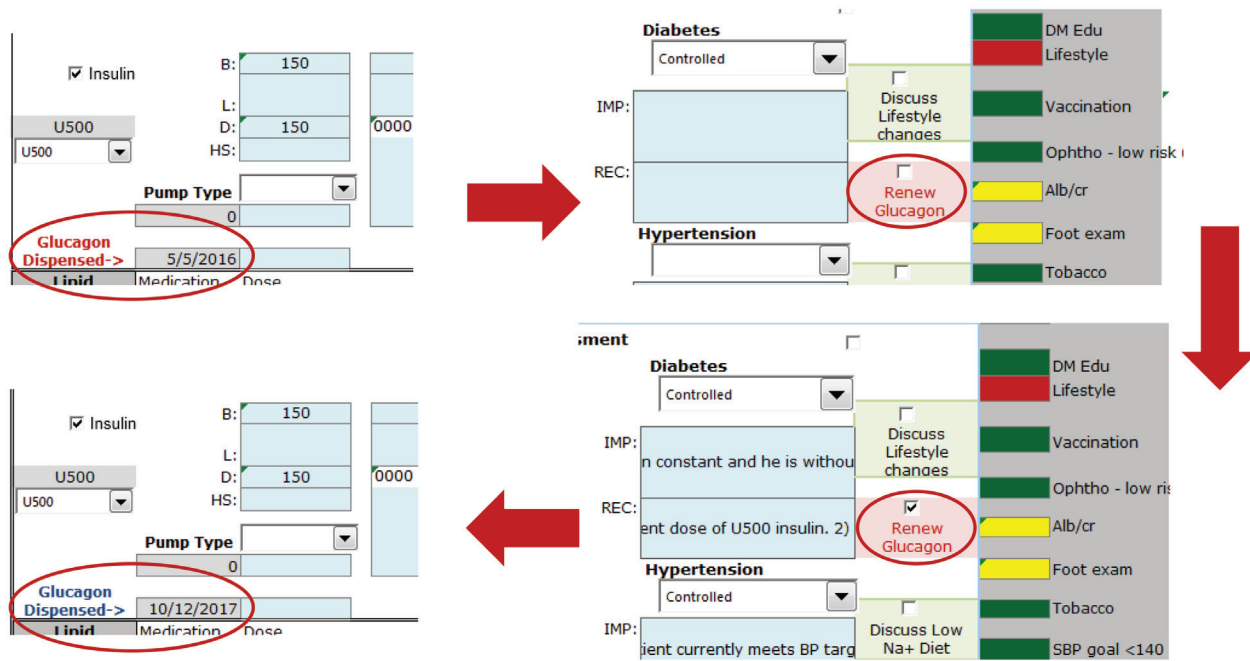 Insulin
B: 150
L:
U500
D: 150 0000
U500
HS:
Pump Type
0
Glucagon
Dispensed-> 5/5/2016
Lipid Medication Dose
Diabetes
Controlled
IMP:
Discuss
Lifestyle
changes
REC:
Renew
Glucagon
Hypertension
DM Edu
Lifestyle
Vaccination
Ophtho - low risk
Alb/cr
Foot exam
Tobacco
sment
Diabetes
Controlled
IMP: n constant and he is withou
Discuss
Lifestyle
changes
REC: ent dose of U500 insulin. 2)
Renew
Glucagon
Hypertension
Controlled
IMP: tient currently meets BP targ
Discuss Low
Na+ Diet
DM Edu
Lifestyle
Vaccination
Ophtho - low ris
Alb/cr
Foot exam
Tobacco
SBP goal <140
Insulin
B: 150
L:
U500
D: 150 0000
U500
HS:
Pump Type
0
Glucagon
Dispensed-> 10/12/2017
Lipid Medication Dose